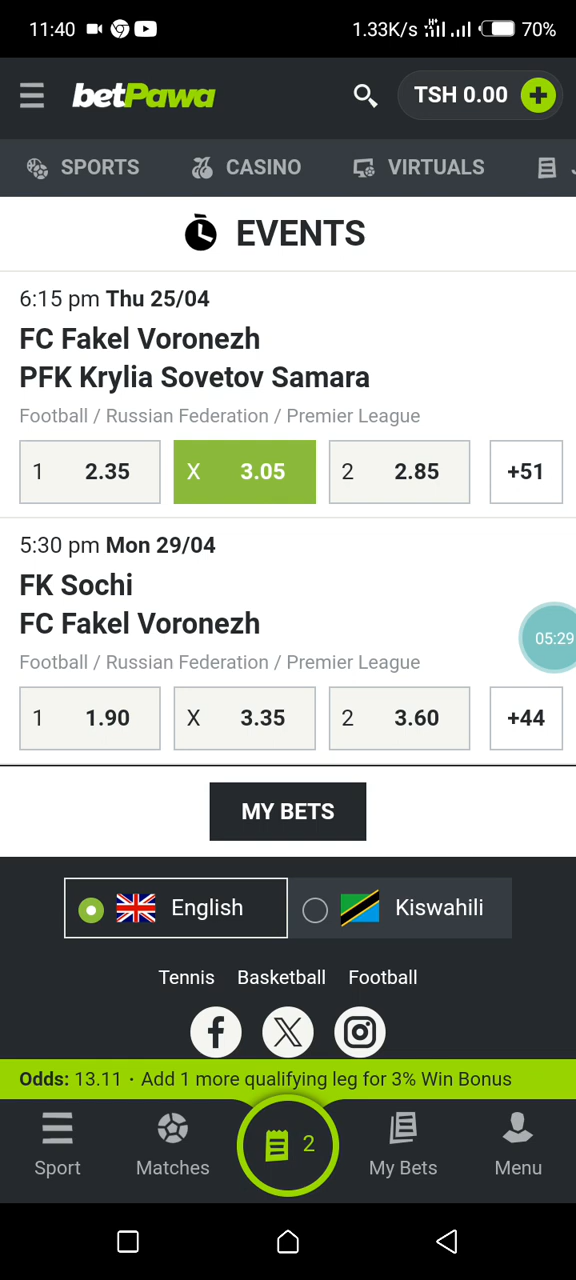 11:40 1.33K/s 70%
betPawa TSH 0.00 +
SPORTS CASINO VIRTUALS
EVENTS
6:15 pm Thu 25/04
FC Fakel Voronezh
PFK Krylia Sovetov Samara
Football / Russian Federation / Premier League
1 2.35 X 3.05 2 2.85 +51
5:30 pm Mon 29/04
FK Sochi
FC Fakel Voronezh
05:29
Football / Russian Federation / Premier League
1 1.90 X 3.35 2 3.60 +44
MY BETS
English Kiswahili
Tennis Basketball Football
Odds: 13.11 · Add 1 more qualifying leg for 3% Win Bonus
2
Sport Matches My Bets Menu